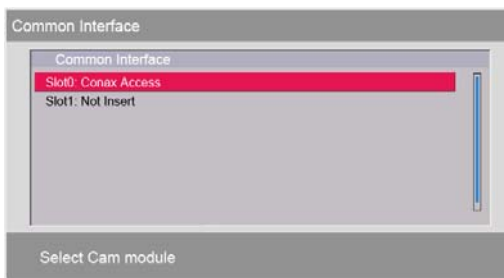 Common Interface
Common Interface
Slot0: Conax Access
Slot1: Not Insert
Select Cam module